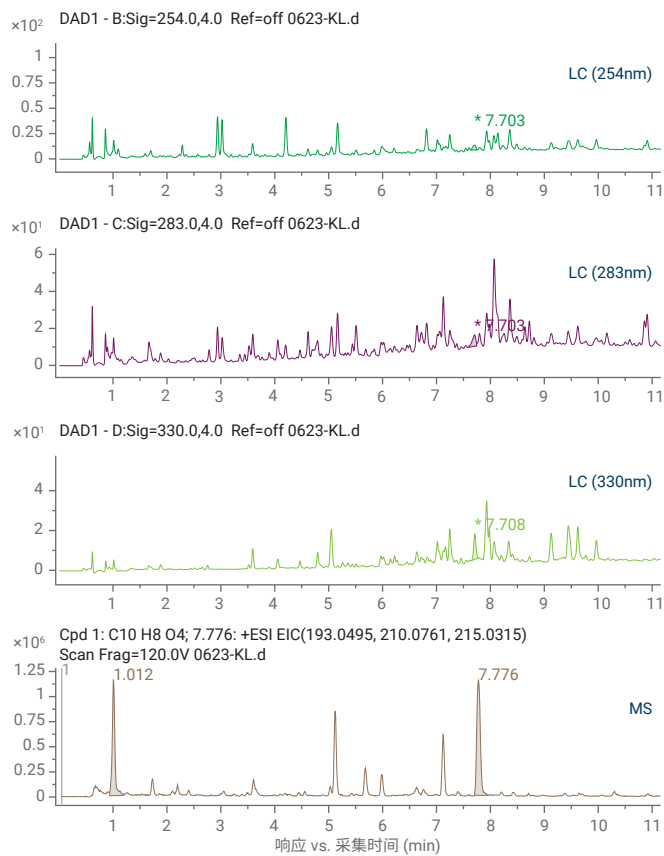 DAD1 - B:Sig=254.0,4.0 Ref=off 0623-KL.d
×10²
1
LC (254nm)
0.75
0.5
* 7.703
0.25
0
1 2 3 4 5 6 7 8 9 10 11
DAD1 - C:Sig=283.0,4.0 Ref=off 0623-KL.d
×10¹
6
LC (283nm)
4
* 7.703
2
0
1 2 3 4 5 6 7 8 9 10 11
×10¹ DAD1 - D:Sig=330.0,4.0 Ref=off 0623-KL.d
LC (330nm)
4
* 7.708
2
0
1 2 3 4 5 6 7 8 9 10 11
Cpd 1: C10 H8 O4; 7.776: +ESI EIC(193.0495, 210.0761, 215.0315)
×10⁶
Scan Frag=120.0V 0623-KL.d
1.25 1 1.012 7.776
1
MS
0.75
0.5
0.25
0
1 2 3 4 5 6 7 8 9 10 11
响应 vs. 采集时间 (min)